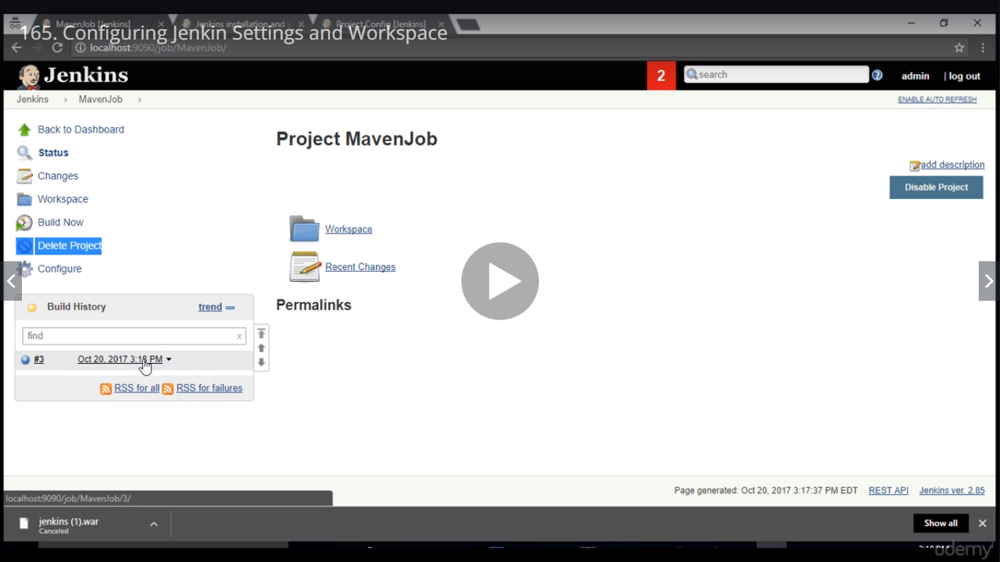 MavenJob [Jenkins]
Jenkins installation and
Project Config [Jenkins]
165. Configuring Jenkin Settings and Workspace
localhost:9090/job/MavenJob/
Jenkins
2
search
admin
| log out
Jenkins
MavenJob
ENABLE AUTO REFRESH
Back to Dashboard
Status
Changes
Workspace
Build Now
Delete Project
Configure
Project MavenJob
add description
Disable Project
Workspace
Recent Changes
Permalinks
Build History
trend
find
x
#3
Oct 20, 2017 3:18 PM
RSS for all
RSS for failures
Page generated: Oct 20, 2017 3:17:37 PM EDT
REST API
Jenkins ver. 2.85
localhost:9090/job/MavenJob/3/
jenkins (1).war
Canceled
Show all
udemy